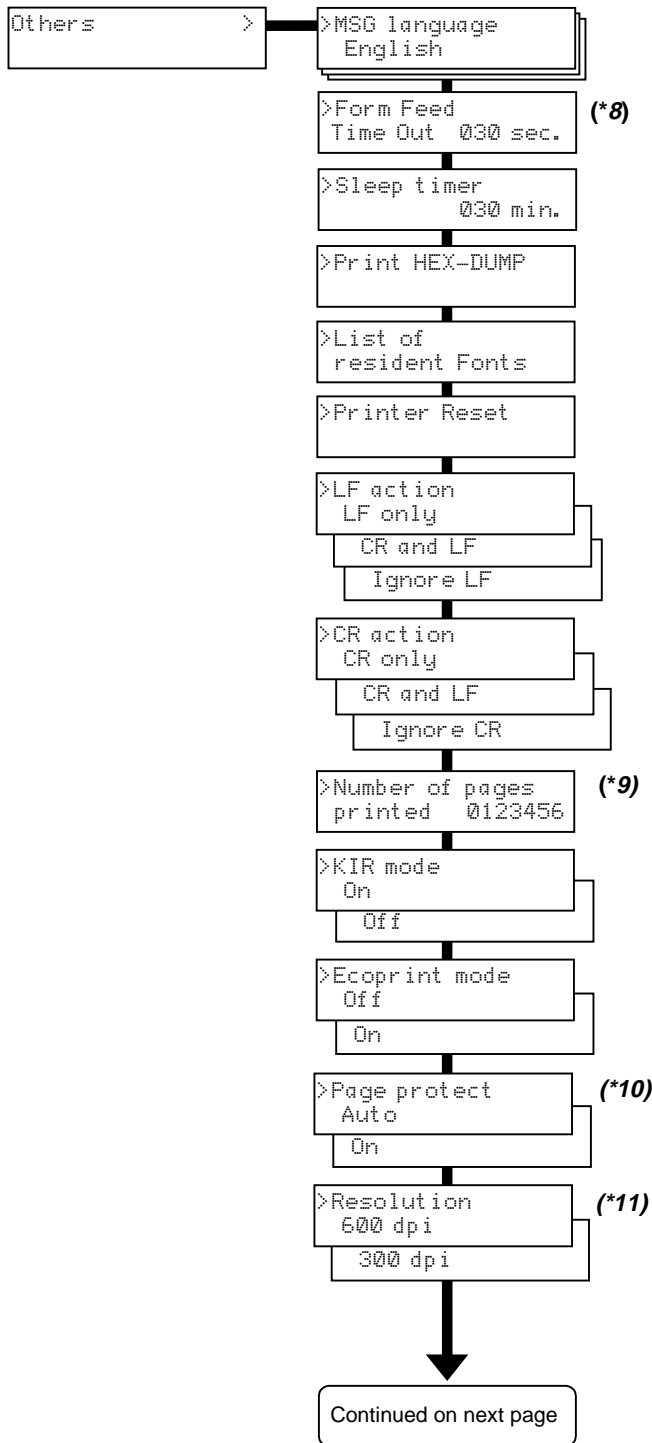 Others >
>MSG language
English
>Form Feed
Time Out 030 sec.
(*8)
>Sleep timer
030 min.
>Print HEX-DUMP
>List of
resident Fonts
>Printer Reset
>LF action
LF only
CR and LF
Ignore LF
>CR action
CR only
CR and LF
Ignore CR
>Number of pages
printed 0123456
(*9)
>KIR mode
On
Off
>Ecoprint mode
Off
On
>Page protect
Auto
On
(*10)
>Resolution
600 dpi
300 dpi
(*11)
Continued on next page